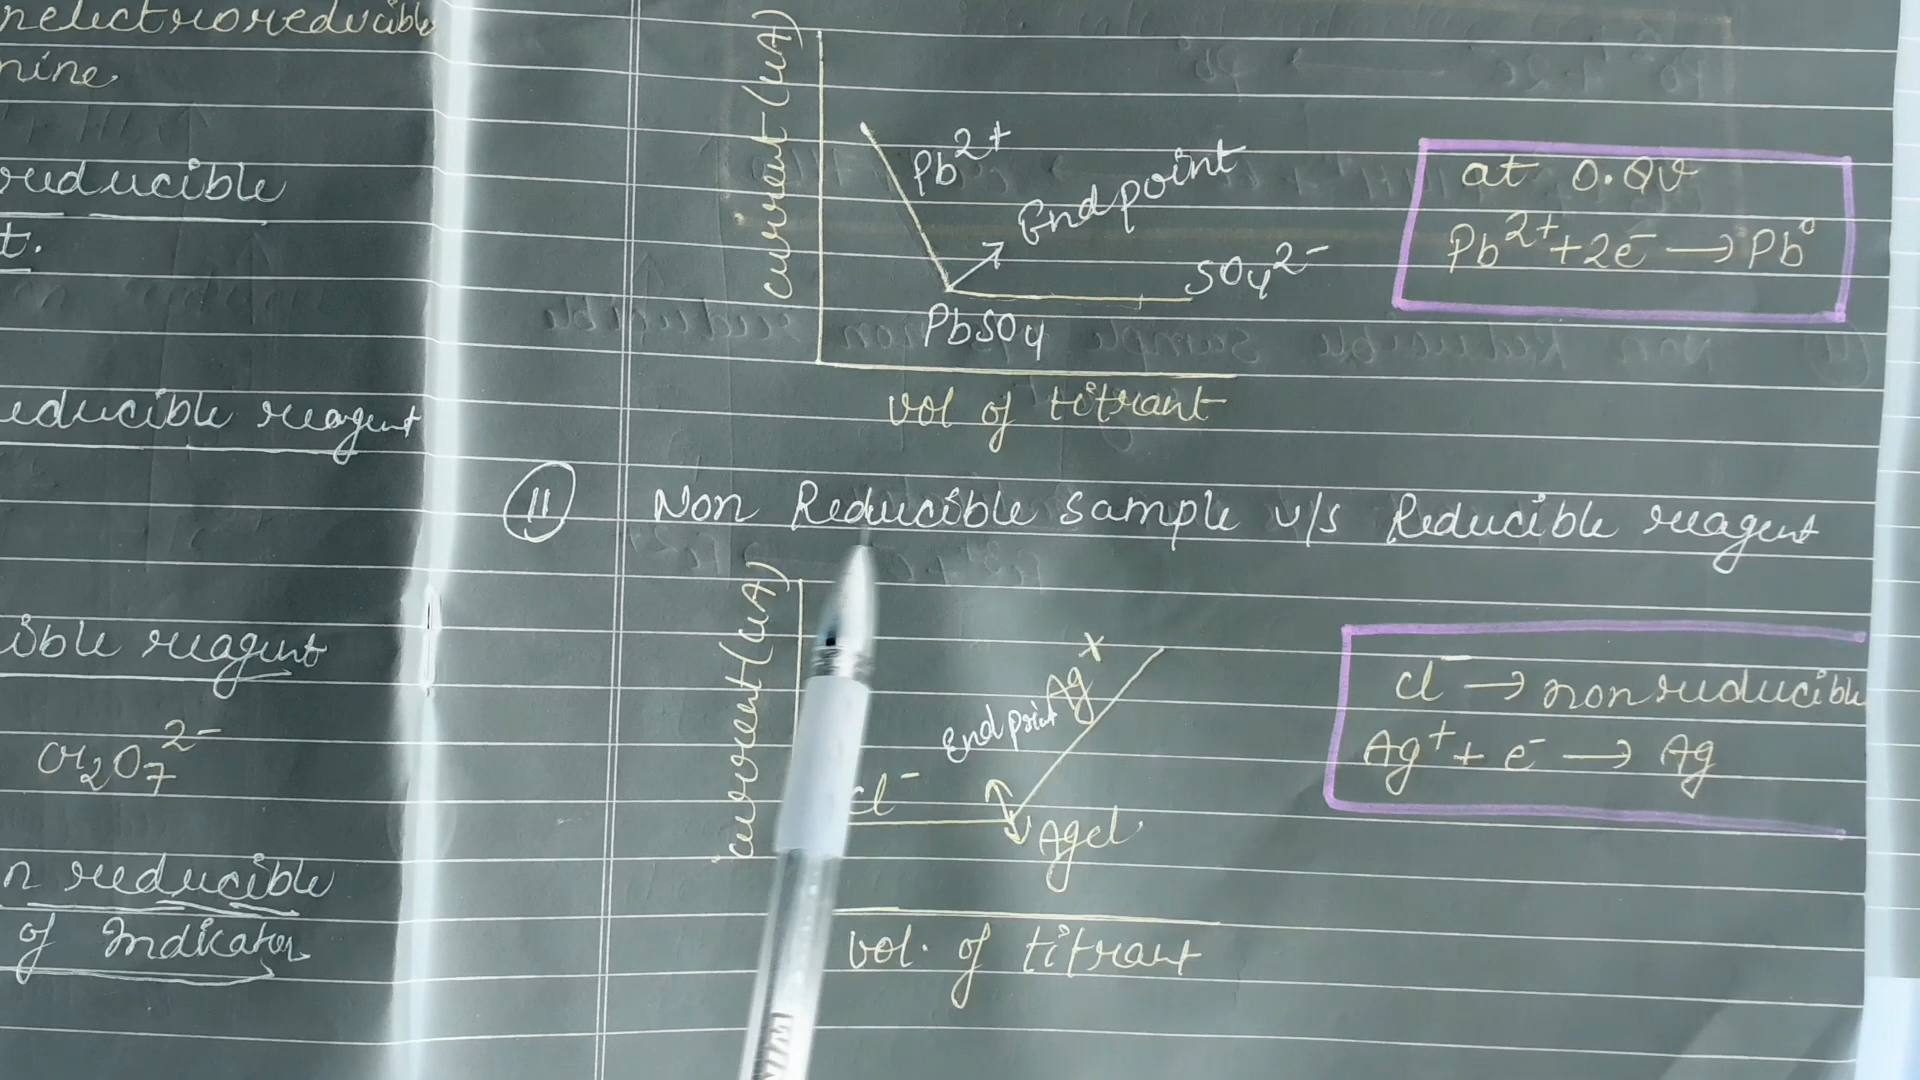 nelectroreducible
nine
reducible
t.
educible reagent
ible reagent
Cr2O7 2-
n reducible
of Indicator
current (uA)
Pb2+
End point
SO4 2-
PbSO4
vol of titrant
at 0.8V
Pb2+ + 2e- → Pb0
II Non Reducible Sample v/s Reducible reagent
current (uA)
Ag+
End point
Cl-
Agcl
vol. of titrant
cl- → non reducible
Ag+ + e- → Ag